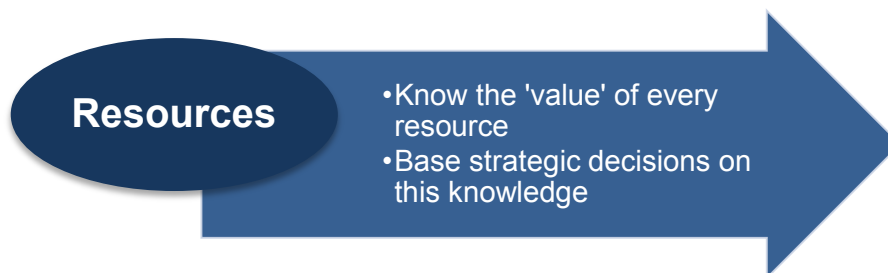 Resources
•Know the 'value' of every
resource
•Base strategic decisions on
this knowledge